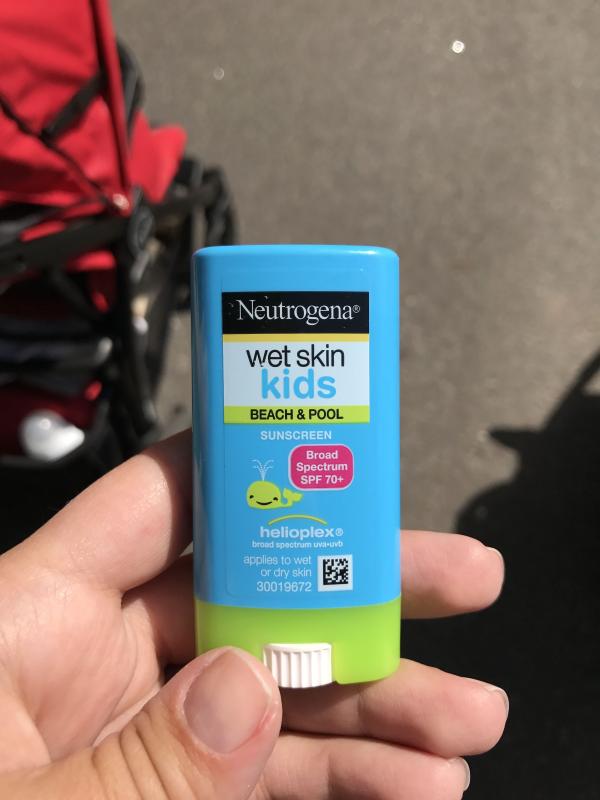 Neutrogena®
wet skin
kids
BEACH & POOL
SUNSCREEN
Broad
Spectrum
SPF 70+
helioplex®
broad spectrum uva•uvb
applies to wet
or dry skin
30019672